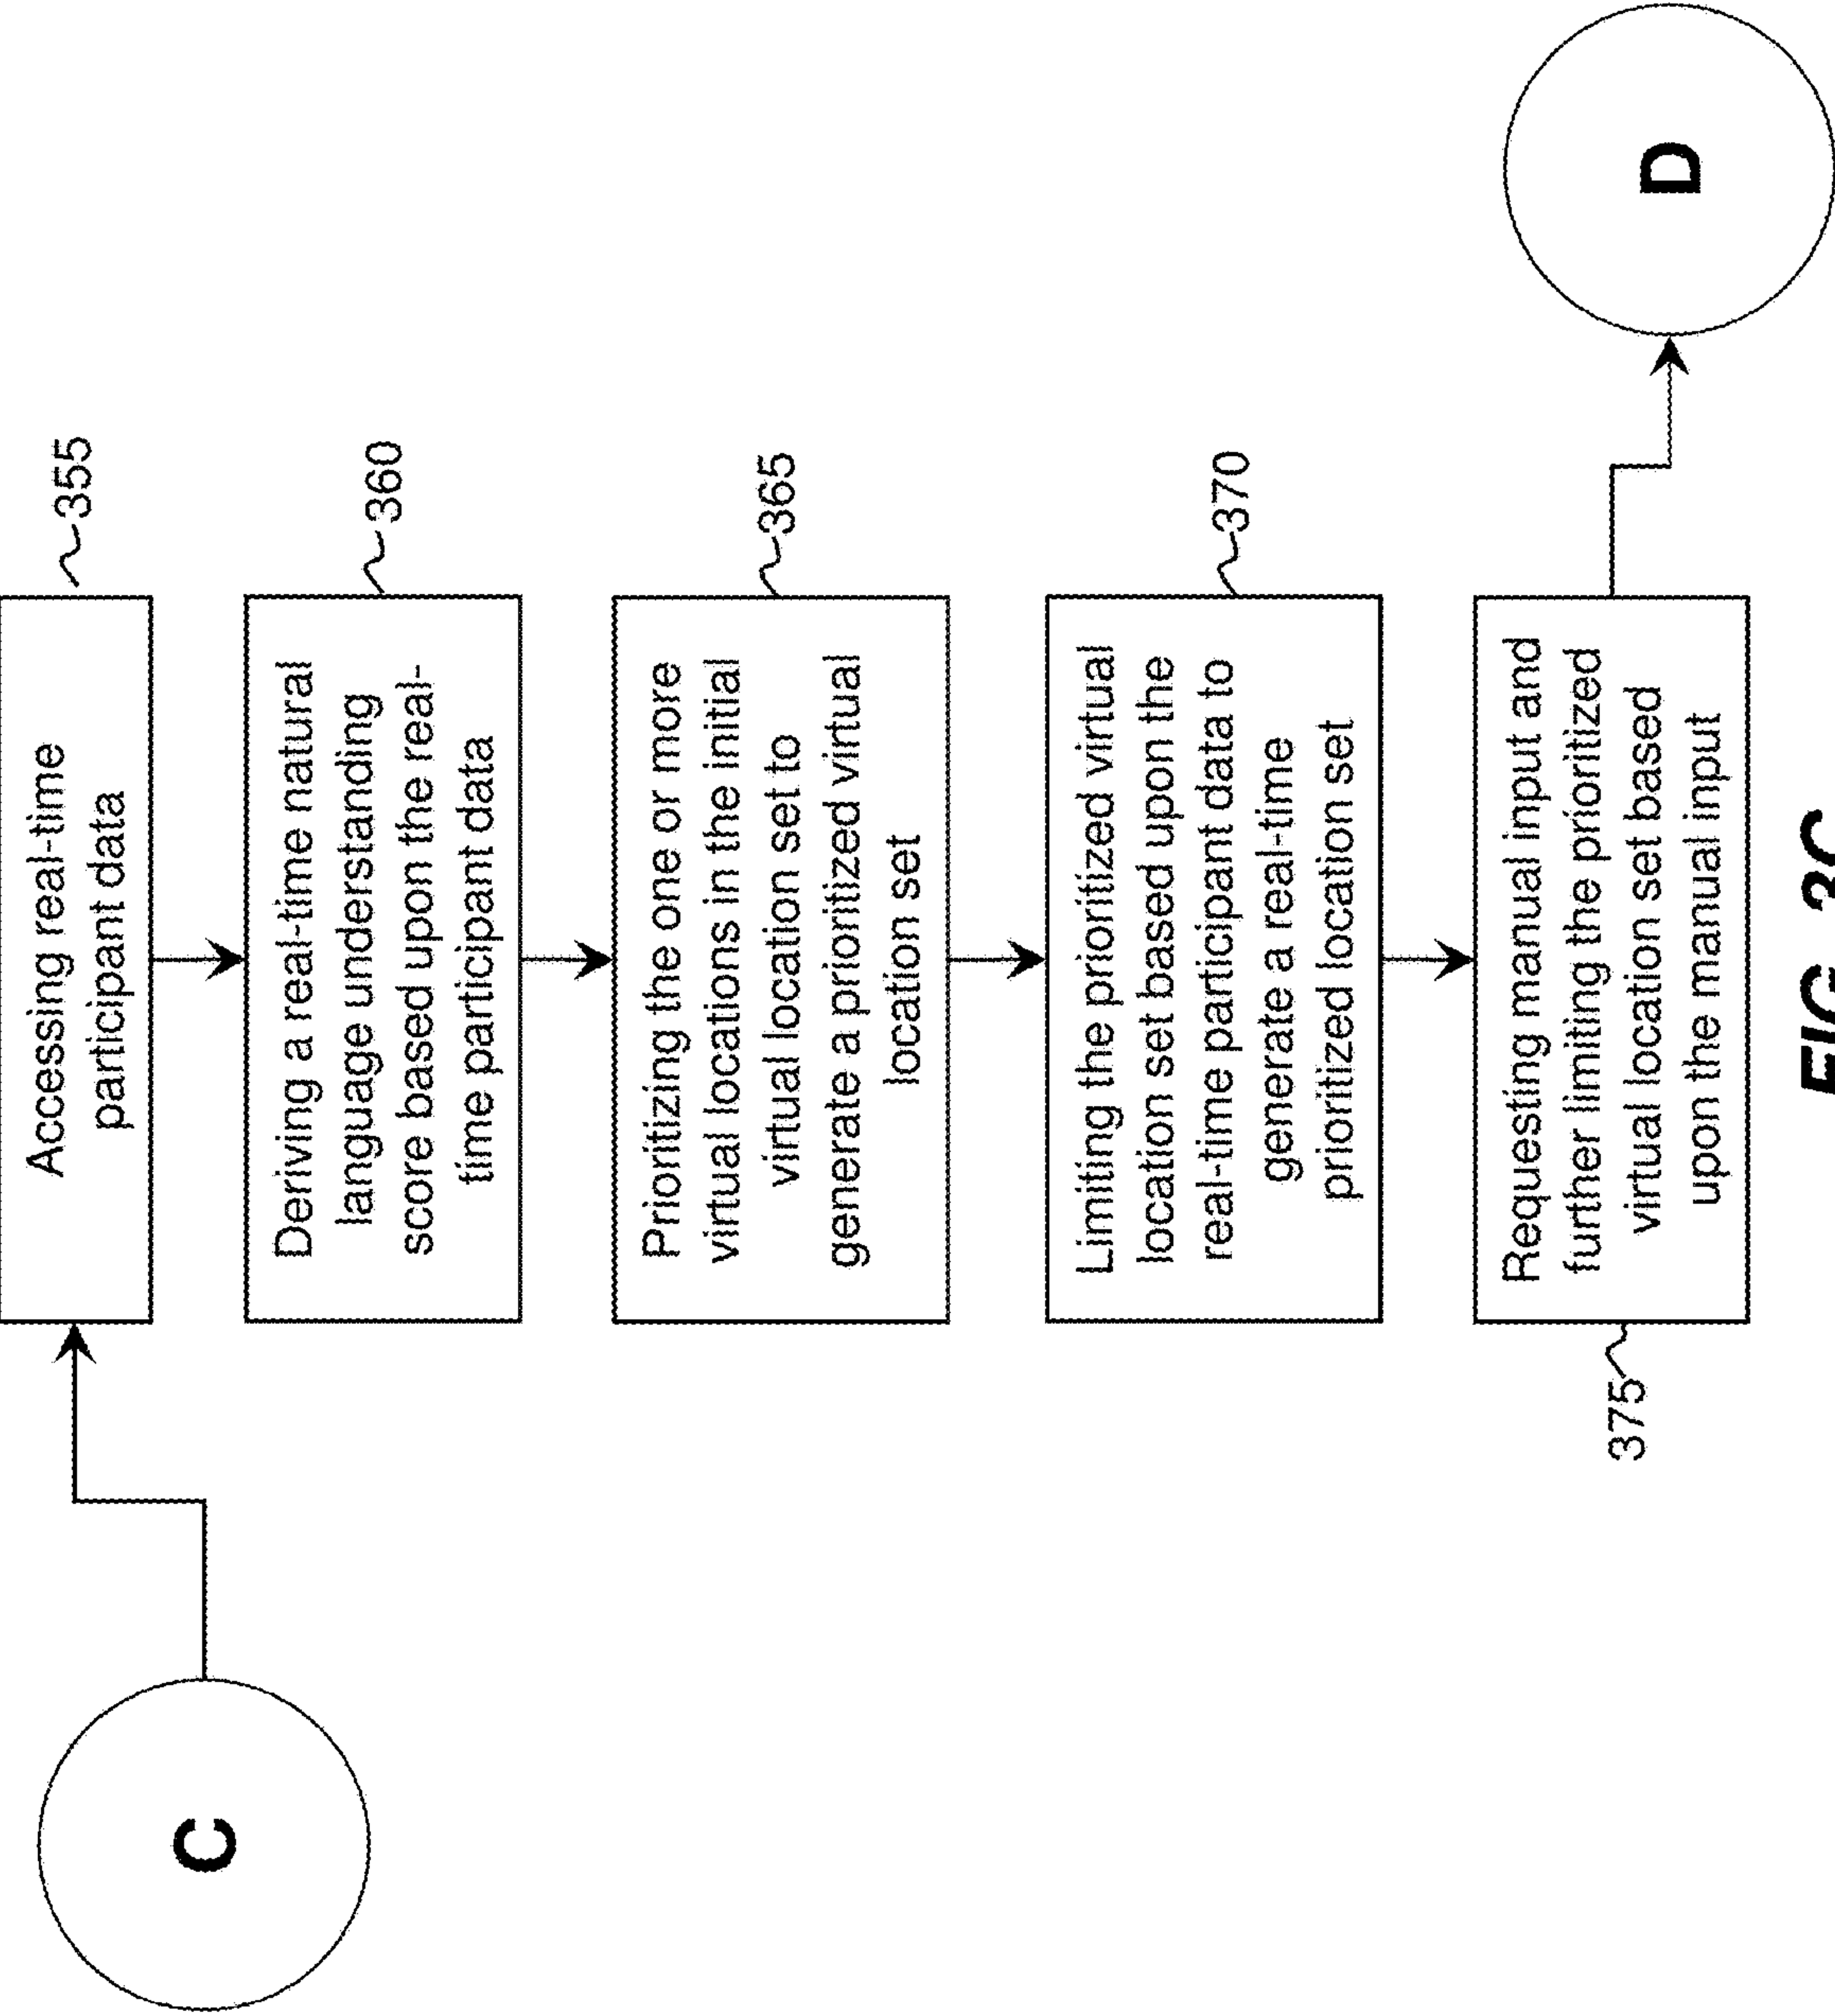 C
Accessing real-time
participant data
355
Deriving a real-time natural
language understanding
score based upon the real-
time participant data
360
Prioritizing the one or more
virtual locations in the initial
virtual location set to
generate a prioritized virtual
location set
365
Limiting the prioritized virtual
location set based upon the
real-time participant data to
generate a real-time
prioritized location set
370
Requesting manual input and
further limiting the prioritized
virtual location set based
upon the manual input
375
D
FIG. 3C